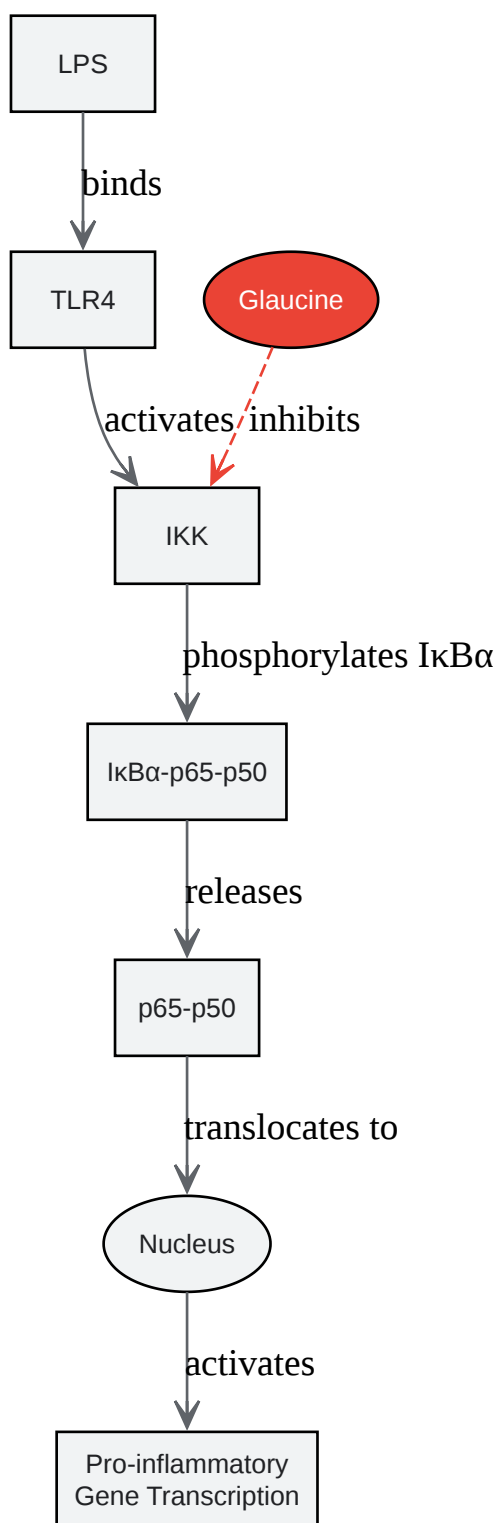 LPS
binds
TLR4
Glaucine
activates
inhibits
IKK
phosphorylates IκBα
IκBα-p65-p50
releases
p65-p50
translocates to
Nucleus
activates
Pro-inflammatory
Gene Transcription